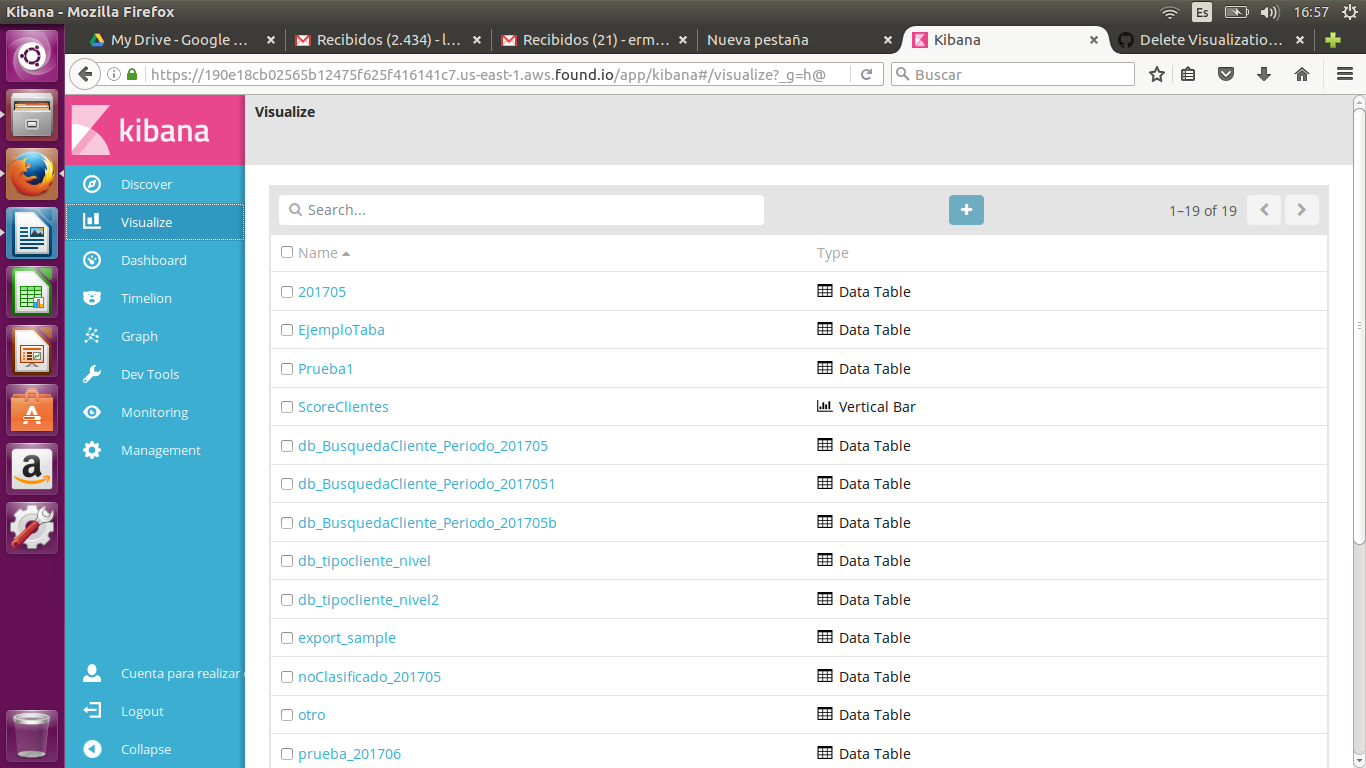 Kibana - Mozilla Firefox
Es
16:57
My Drive - Google ...
Recibidos (2.434) - l...
Recibidos (21) - erm...
Nueva pestaña
Kibana
Delete Visualizatio...
https://190e18cb02565b12475f625f416141c7.us-east-1.aws.found.io/app/kibana#/visualize?_g=h@
Buscar
kibana
Visualize
Discover
Visualize
Dashboard
Timelion
Graph
Dev Tools
Monitoring
Management
Cuenta para realizar
Logout
Collapse
Search...
1–19 of 19
Name
Type
201705
Data Table
EjemploTaba
Data Table
Prueba1
Data Table
ScoreClientes
Vertical Bar
db_BusquedaCliente_Periodo_201705
Data Table
db_BusquedaCliente_Periodo_2017051
Data Table
db_BusquedaCliente_Periodo_201705b
Data Table
db_tipocliente_nivel
Data Table
db_tipocliente_nivel2
Data Table
export_sample
Data Table
noClasificado_201705
Data Table
otro
Data Table
prueba_201706
Data Table